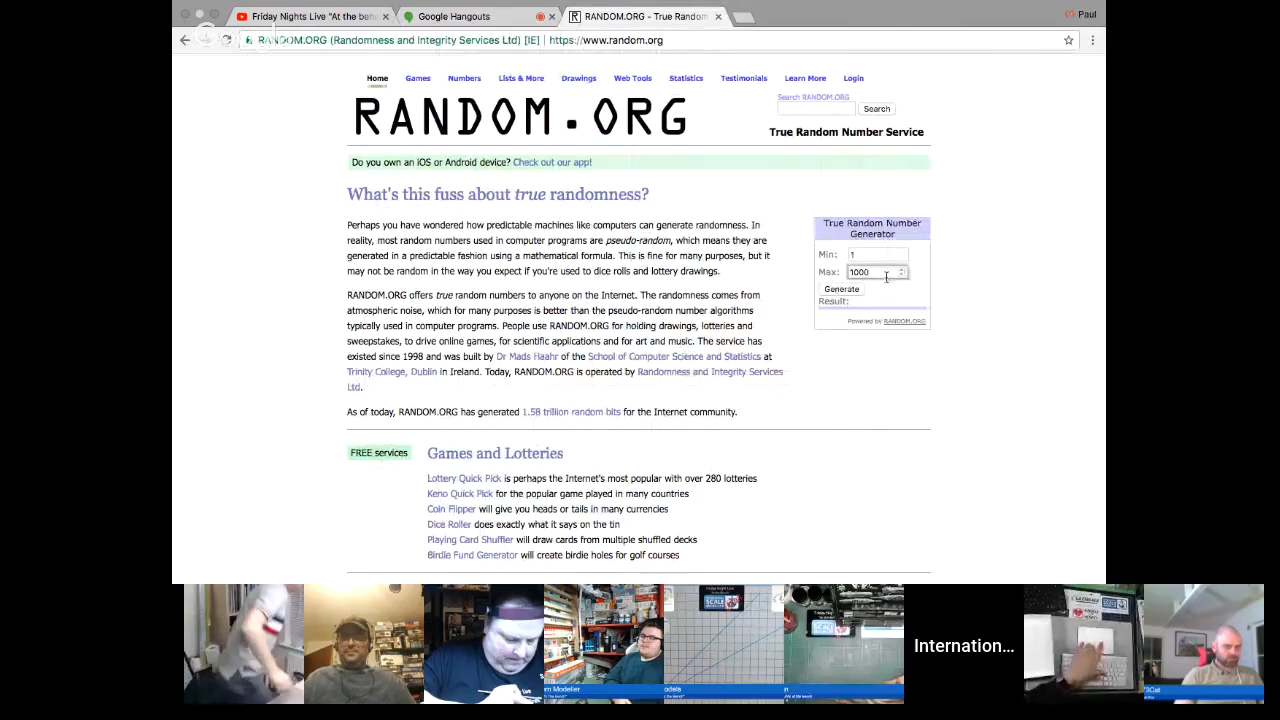 Friday Nights Live "At the ben
Google Hangouts
RANDOM.ORG - True Random
Paul
RANDOM.ORG (Randomness and Integrity Services Ltd) [IE] | https://www.random.org
Home Games Numbers Lists & More Drawings Web Tools Statistics Testimonials Learn More Login
RANDOM.ORG
Search RANDOM.ORG
Search
True Random Number Service
Do you own an iOS or Android device? Check out our app!
What's this fuss about true randomness?
Perhaps you have wondered how predictable machines like computers can generate randomness. In
reality, most random numbers used in computer programs are pseudo-random, which means they are
generated in a predictable fashion using a mathematical formula. This is fine for many purposes, but it
may not be random in the way you expect if you're used to dice rolls and lottery drawings.
RANDOM.ORG offers true random numbers to anyone on the Internet. The randomness comes from
atmospheric noise, which for many purposes is better than the pseudo-random number algorithms
typically used in computer programs. People use RANDOM.ORG for holding drawings, lotteries and
sweepstakes, to drive online games, for scientific applications and for art and music. The service has
existed since 1998 and was built by Dr Mads Haahr of the School of Computer Science and Statistics at
Trinity College, Dublin in Ireland. Today, RANDOM.ORG is operated by Randomness and Integrity Services
Ltd.
As of today, RANDOM.ORG has generated 1.58 trillion random bits for the Internet community.
True Random Number
Generator
Min: 1
Max: 1000
Generate
Result:
Powered by RANDOM.ORG
FREE services
Games and Lotteries
Lottery Quick Pick is perhaps the Internet's most popular with over 280 lotteries
Keno Quick Pick for the popular game played in many countries
Coin Flipper will give you heads or tails in many currencies
Dice Roller does exactly what it says on the tin
Playing Card Shuffler will draw cards from multiple shuffled decks
Birdie Fund Generator will create birdie holes for golf courses
SCALE
Internation...
rn Modeller
odels